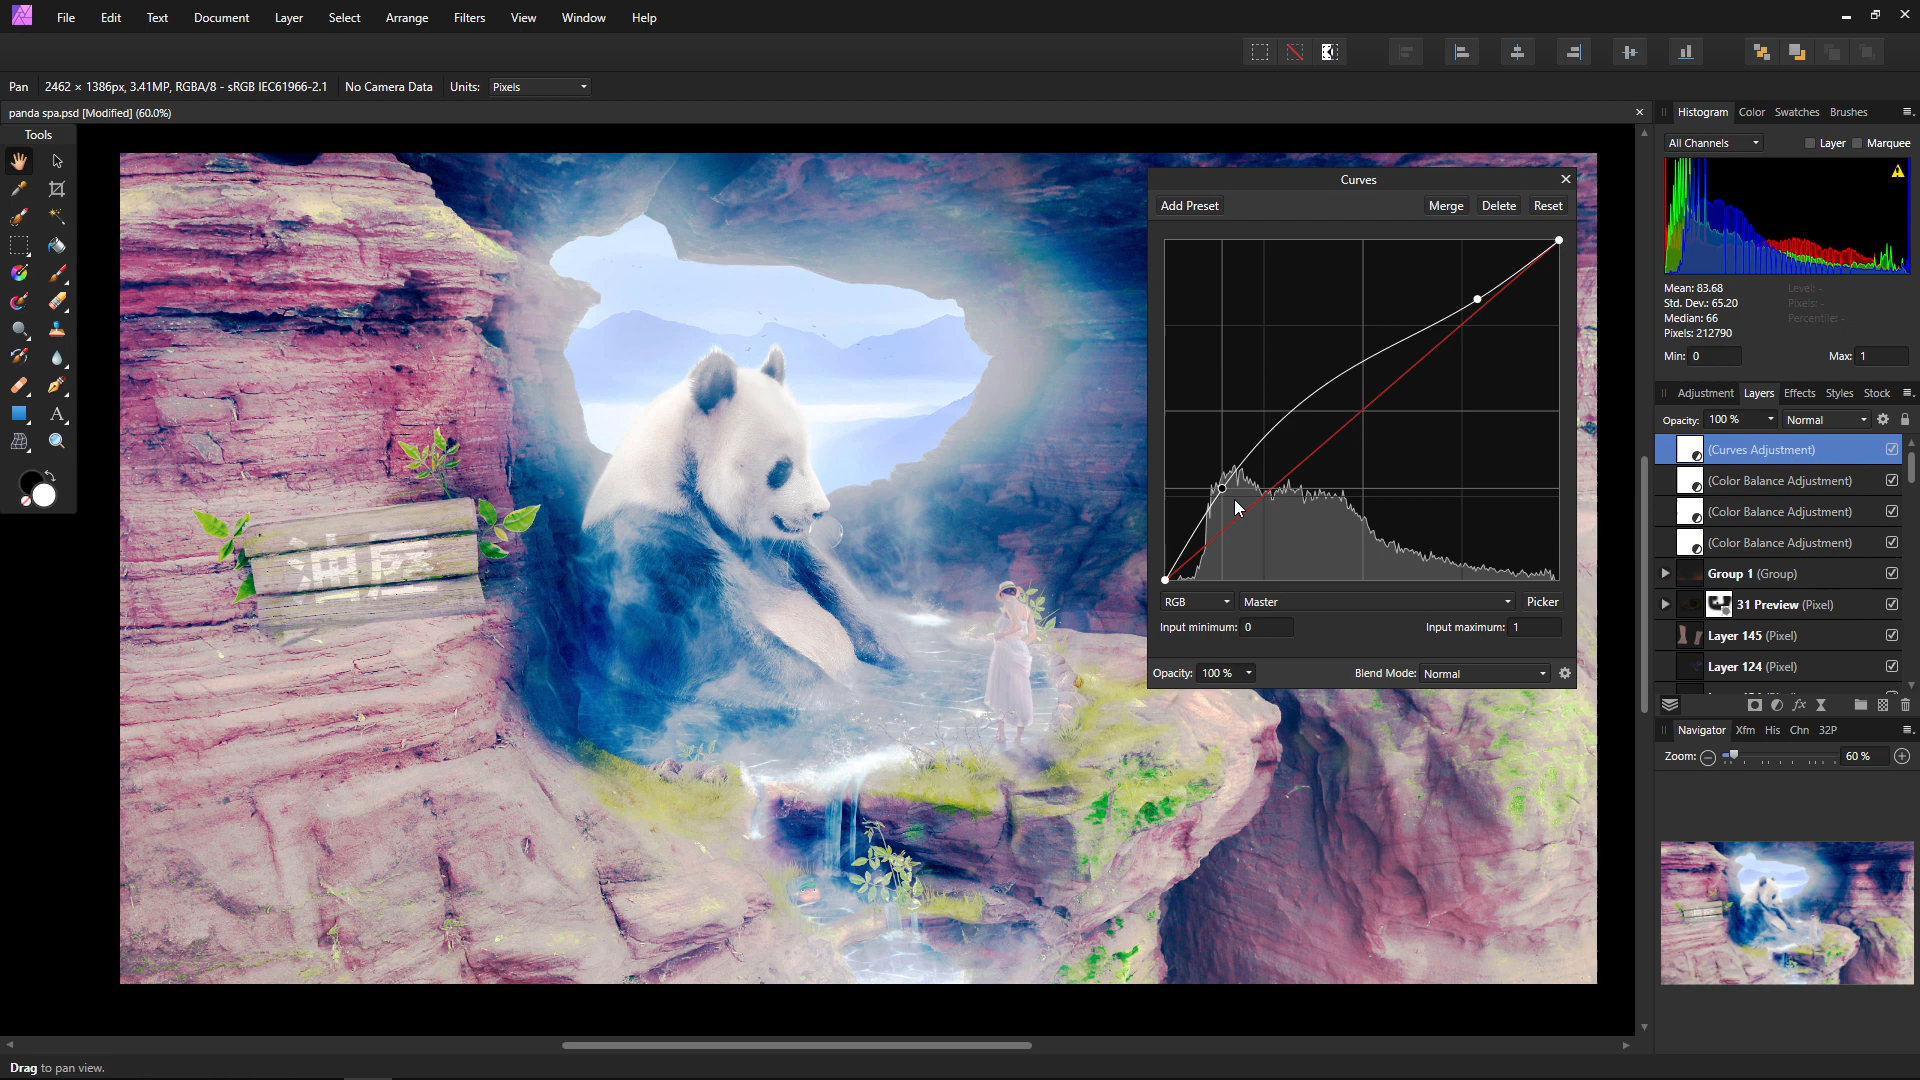 File Edit Text Document Layer Select Arrange Filters View Window Help
Pan 2462 × 1386px, 3.41MP, RGBA/8 - sRGB IEC61966-2.1 No Camera Data Units: Pixels
panda spa.psd [Modified] (60.0%)
Tools
油屋
Curves
Add Preset Merge Delete Reset
RGB Master Picker
Input minimum: 0 Input maximum: 1
Opacity: 100 % Blend Mode: Normal
Histogram Color Swatches Brushes
All Channels Layer Marquee
Mean: 83.68 Level: -
Std. Dev.: 65.20 Pixels: -
Median: 66 Percentile: -
Pixels: 212790
Min: 0 Max: 1
Adjustment Layers Effects Styles Stock
Opacity: 100 % Normal
(Curves Adjustment)
(Color Balance Adjustment)
(Color Balance Adjustment)
(Color Balance Adjustment)
Group 1 (Group)
31 Preview (Pixel)
Layer 145 (Pixel)
Layer 124 (Pixel)
Navigator Xfm His Chn 32P
Zoom: 60 %
Drag to pan view.